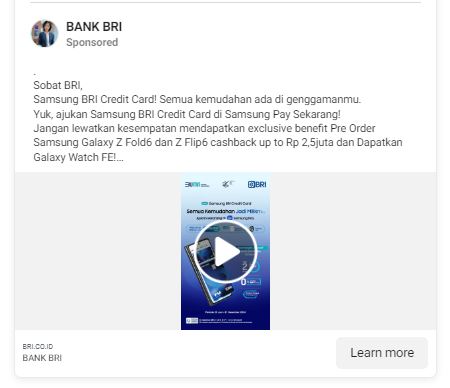 BANK BRI
Sponsored
.
Sobat BRI,
Samsung BRI Credit Card! Semua kemudahan ada di genggamanmu.
Yuk, ajukan Samsung BRI Credit Card di Samsung Pay Sekarang!
Jangan lewatkan kesempatan mendapatkan exclusive benefit Pre Order
Samsung Galaxy Z Fold6 dan Z Flip6 cashback up to Rp 2,5juta dan Dapatkan
Galaxy Watch FE!...
BRI
Samsung BRI Credit Card
Semua Kemudahan Jadi
BRI.CO.ID
BANK BRI
Learn more